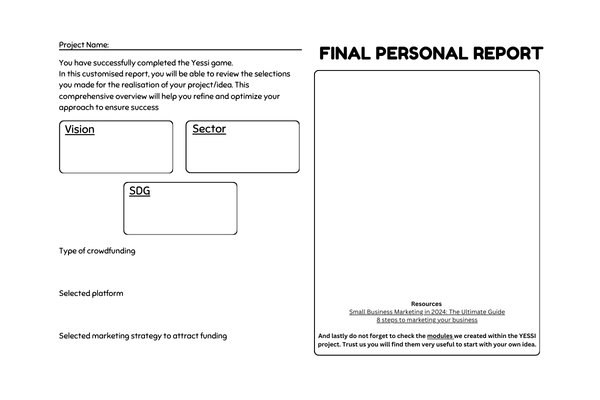 Project Name:
FINAL PERSONAL REPORT
You have successfully completed the Yessi game.
In this customised report, you will be able to review the selections
you made for the realisation of your project/idea. This
comprehensive overview will help you refine and optimize your
approach to ensure success
Vision
Sector
SDG
Type of crowdfunding
Selected platform
Selected marketing strategy to attract funding
Resources
Small Business Marketing in 2024: The Ultimate Guide
8 steps to marketing your business
And lastly do not forget to check the modules we created within the YESSI
project. Trust us you will find them very useful to start with your own idea.